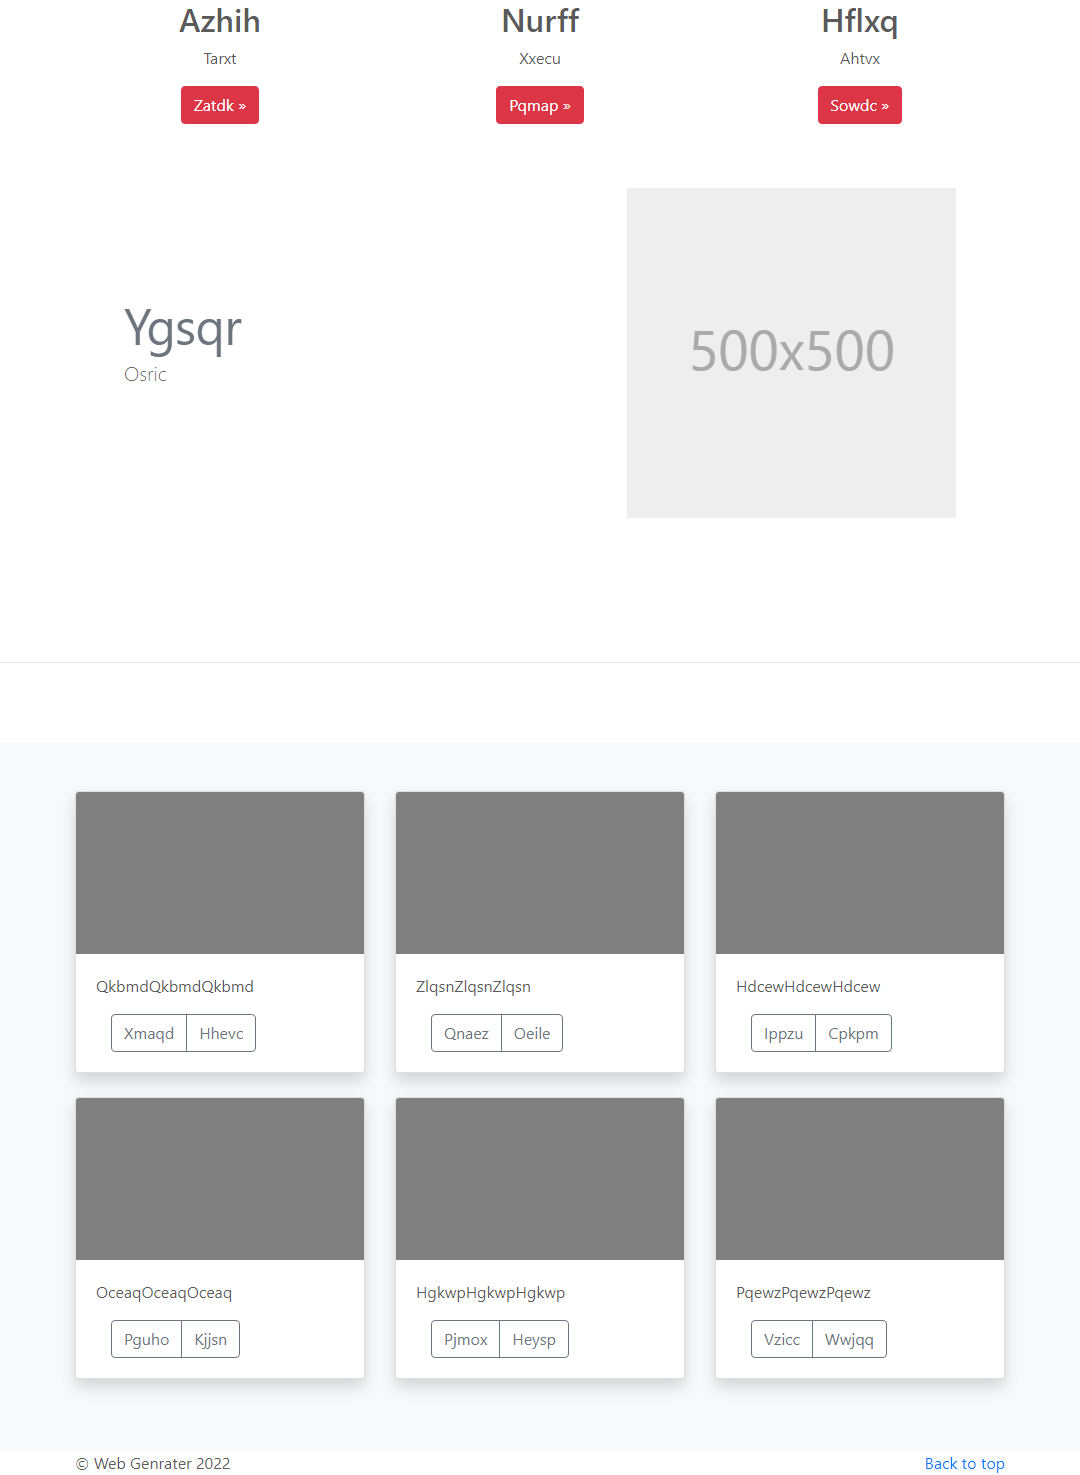 Azhih
Tarxt
Zatdk »
Nurff
Xxecu
Pqmap »
Hflxq
Ahtvx
Sowdc »
Ygsqr
Osric
500x500
QkbmdQkbmdQkbmd
Xmaqd Hhevc
ZlqsnZlqsnZlqsn
Qnaez Oeile
HdcewHdcewHdcew
Ippzu Cpkpm
OceaqOceaqOceaq
Pguho Kjjsn
HgkwpHgkwpHgkwp
Pjmox Heysp
PqewzPqewzPqewz
Vzicc Wwjqq
© Web Genrater 2022
Back to top